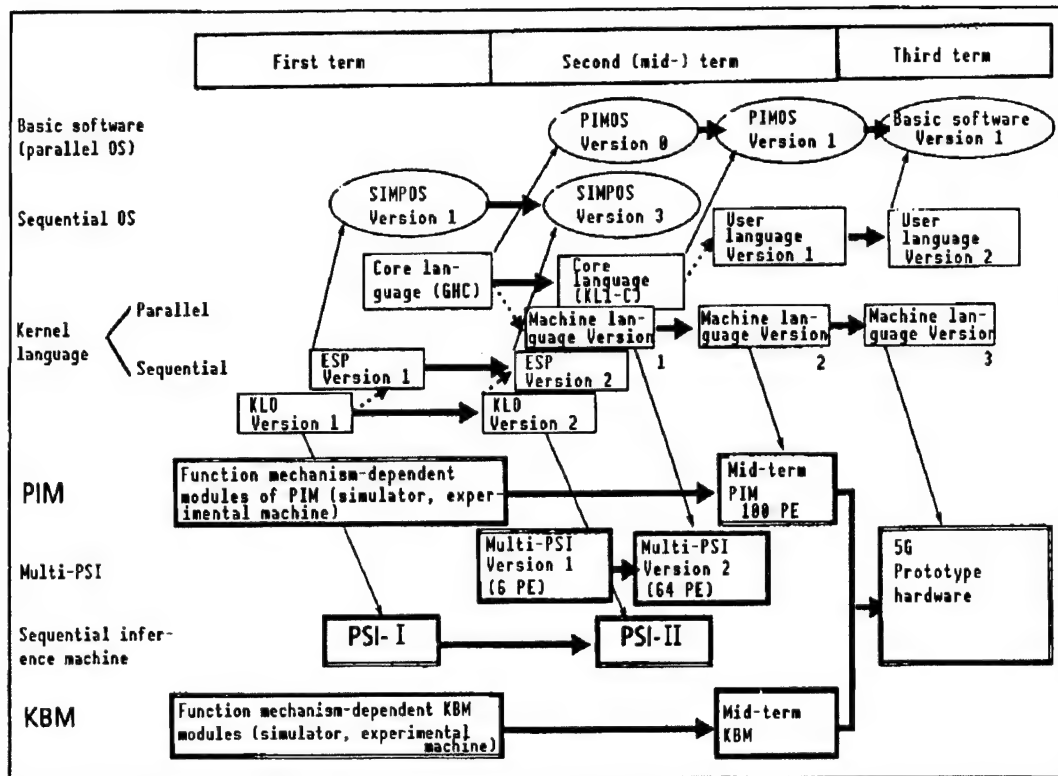 First term
Second (mid-) term
Third term
Basic software
(parallel OS)
PIMOS
Version 0
PIMOS
Version 1
Basic software
Version 1
Sequential OS
SIMPOS
Version 1
SIMPOS
Version 3
User
language
Version 1
User
language
Version 2
Kernel
language
Parallel
Sequential
Core lan-
guage (GHC)
Core
language
(KL1-C)
Machine lan-
guage Version
1
Machine lan-
guage Version
2
Machine lan-
guage Version
3
ESP
Version 1
ESP
Version 2
KL0
Version 1
KL0
Version 2
PIM
Function mechanism-dependent
modules of PIM (simulator, exper-
imental machine)
Mid-term
PIM
100 PE
Multi-PSI
Multi-PSI
Version 1
(6 PE)
Multi-PSI
Version 2
(64 PE)
5G
Prototype
hardware
Sequential infer-
ence machine
PSI-I
PSI-II
KBM
Function mechanism-dependent KBM
modules (simulator, experimental
machine)
Mid-term
KBM